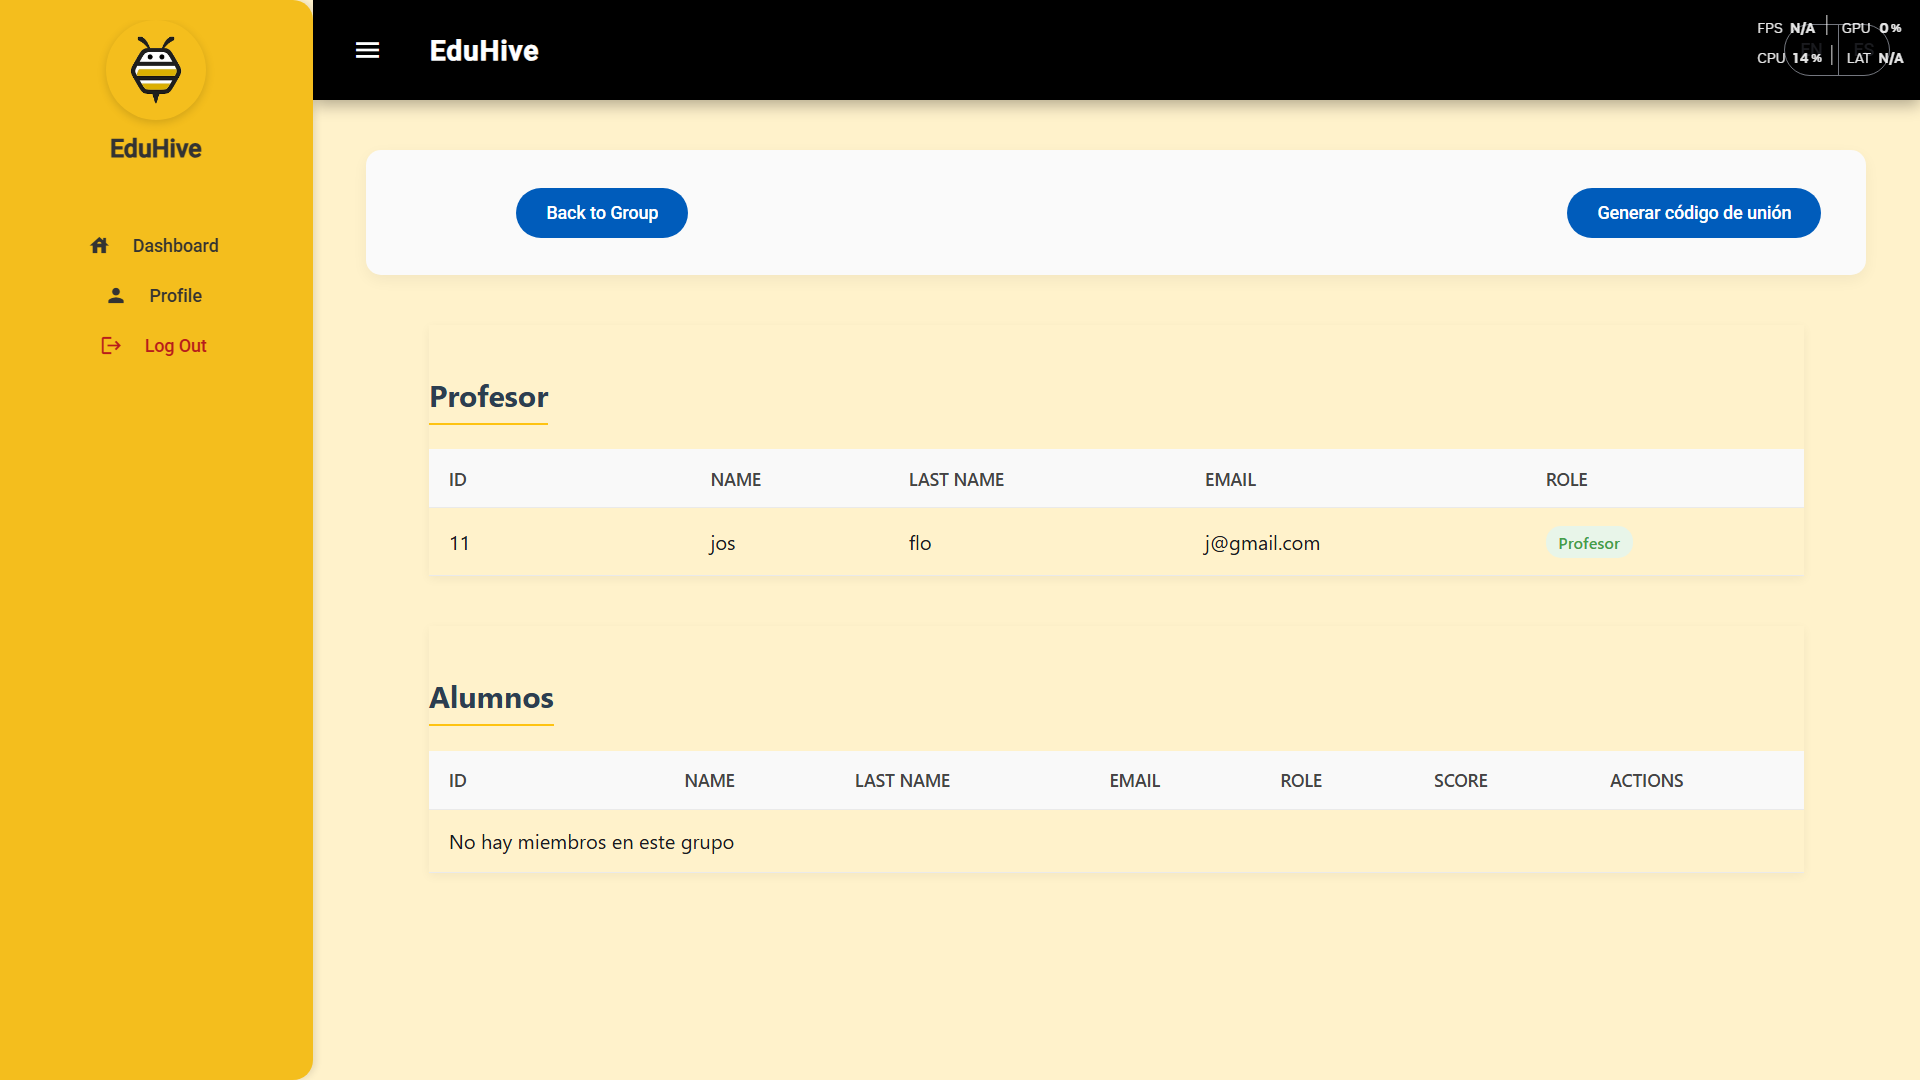 EduHive
Dashboard
Profile
Log Out
EduHive
FPS N/A | GPU 0%
CPU 14% | LAT N/A
EN ES
Back to Group
Generar código de unión
Profesor
ID NAME LAST NAME EMAIL ROLE
11 jos flo j@gmail.com Profesor
Alumnos
ID NAME LAST NAME EMAIL ROLE SCORE ACTIONS
No hay miembros en este grupo